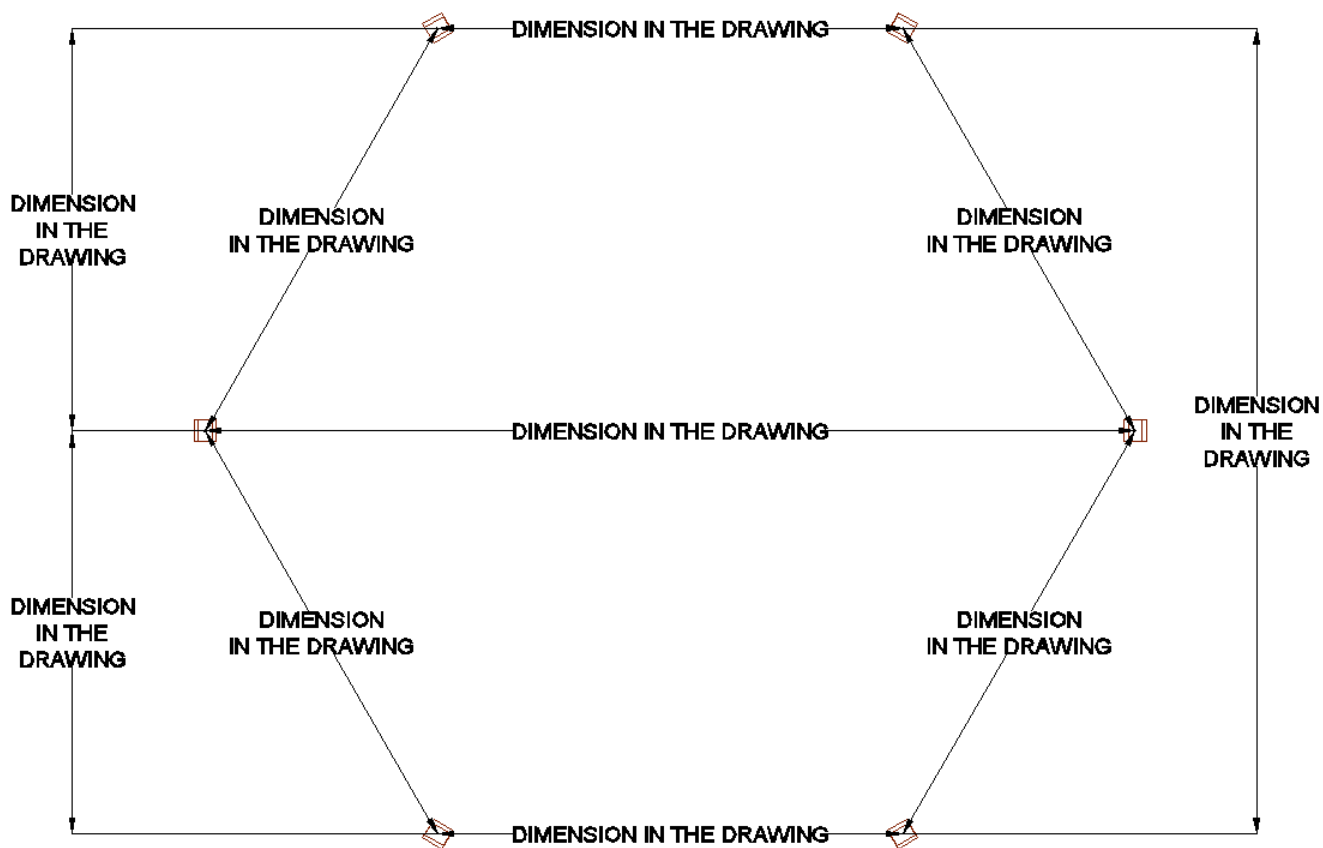 DIMENSION IN THE DRAWING
DIMENSION
IN THE
DRAWING
DIMENSION
IN THE DRAWING
DIMENSION
IN THE DRAWING
DIMENSION IN THE DRAWING
DIMENSION
IN THE
DRAWING
DIMENSION
IN THE
DRAWING
DIMENSION
IN THE DRAWING
DIMENSION
IN THE DRAWING
DIMENSION IN THE DRAWING